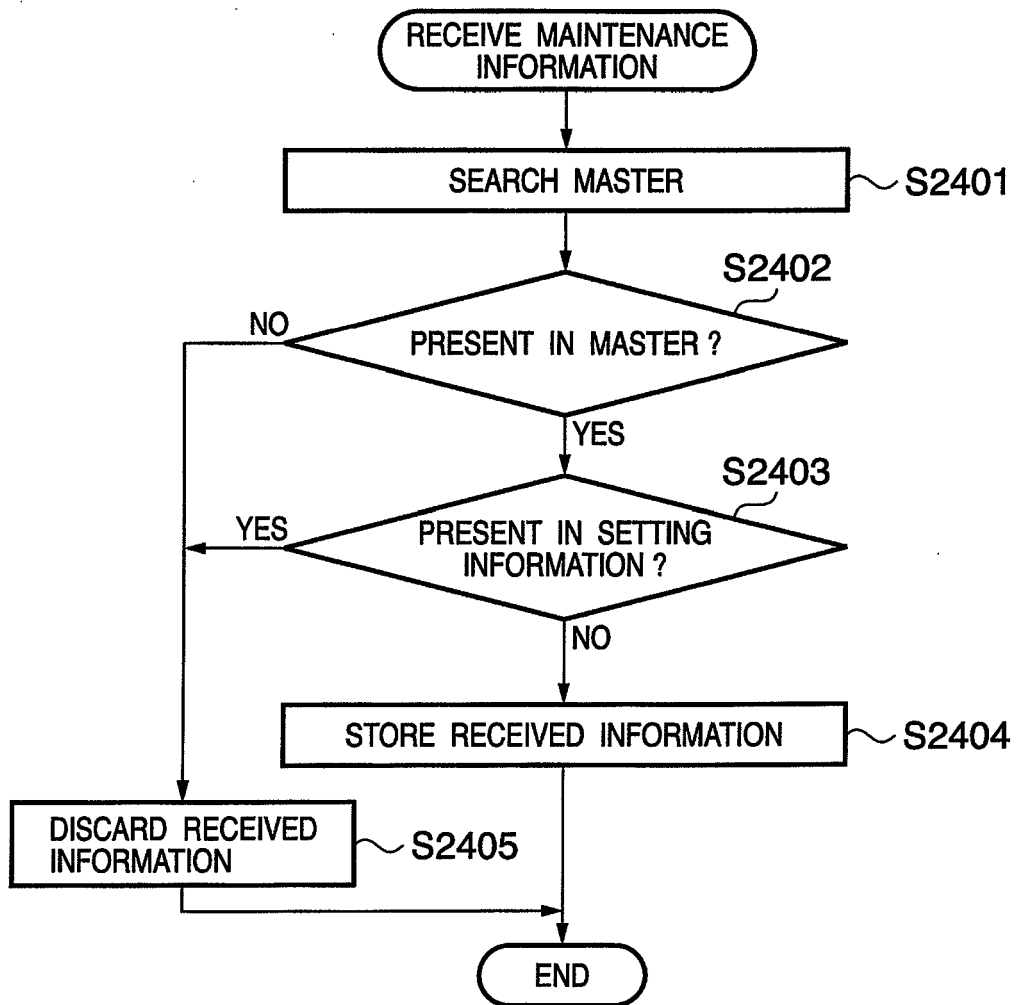 RECEIVE MAINTENANCE
INFORMATION
SEARCH MASTER
S2401
S2402
NO
PRESENT IN MASTER ?
YES
S2403
YES
PRESENT IN SETTING
INFORMATION ?
NO
STORE RECEIVED INFORMATION
S2404
DISCARD RECEIVED
INFORMATION
S2405
END